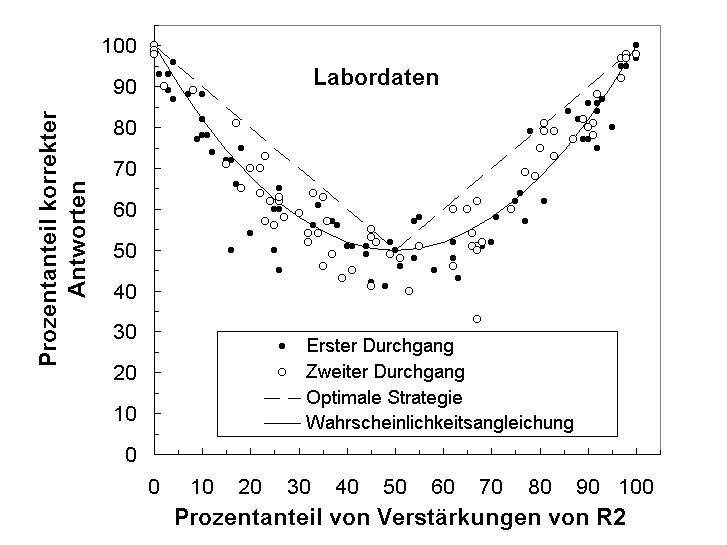 Labordaten
Prozentanteil korrekter
Antworten
100
90
80
70
60
50
40
30
20
10
0
Erster Durchgang
Zweiter Durchgang
Optimale Strategie
Wahrscheinlichkeitsangleichung
0 10 20 30 40 50 60 70 80 90 100
Prozentanteil von Verstärkungen von R2